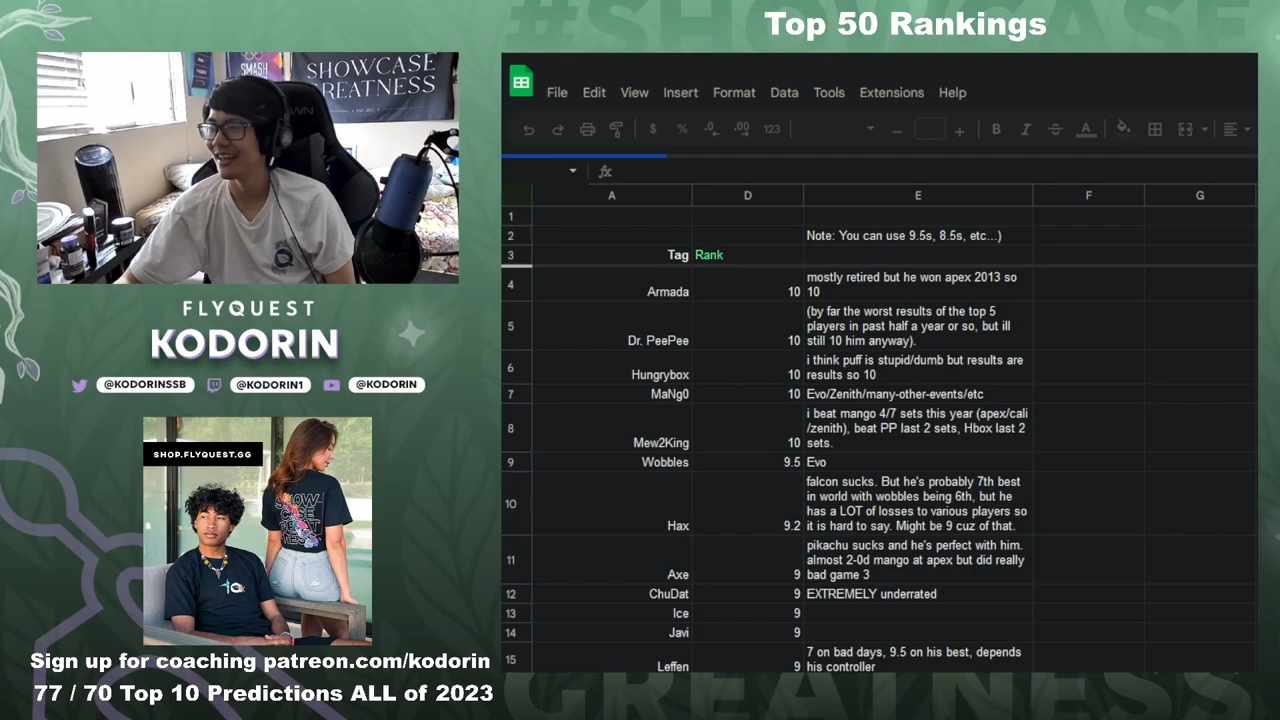 Top 50 Rankings
SMASH
SHOWCASE
GREATNESS
FLYQUEST
KODORIN
@KODORINSSB @KODORIN1 @KODORIN
SHOP.FLYQUEST.GG
Sign up for coaching patreon.com/kodorin
77 / 70 Top 10 Predictions ALL of 2023
File Edit View Insert Format Data Tools Extensions Help
$ % .0 .00 123 B I S A
fx
A D E F G
1
2 Note: You can use 9.5s, 8.5s, etc...)
3 Tag Rank
4 Armada 10 mostly retired but he won apex 2013 so
10
5 Dr. PeePee 10 (by far the worst results of the top 5
players in past half a year or so, but ill
still 10 him anyway).
6 Hungrybox 10 i think puff is stupid/dumb but results are
results so 10
7 MaNg0 10 Evo/Zenith/many-other-events/etc
8 Mew2King 10 i beat mango 4/7 sets this year (apex/cali
/zenith), beat PP last 2 sets, Hbox last 2
sets.
9 Wobbles 9.5 Evo
10 Hax 9.2 falcon sucks. But he's probably 7th best
in world with wobbles being 6th, but he
has a LOT of losses to various players so
it is hard to say. Might be 9 cuz of that.
11 Axe 9 pikachu sucks and he's perfect with him.
almost 2-0d mango at apex but did really
bad game 3
12 ChuDat 9 EXTREMELY underrated
13 Ice 9
14 Javi 9
15 Leffen 9 7 on bad days, 9.5 on his best, depends
his controller
#SHOWCASE
GREATNESS